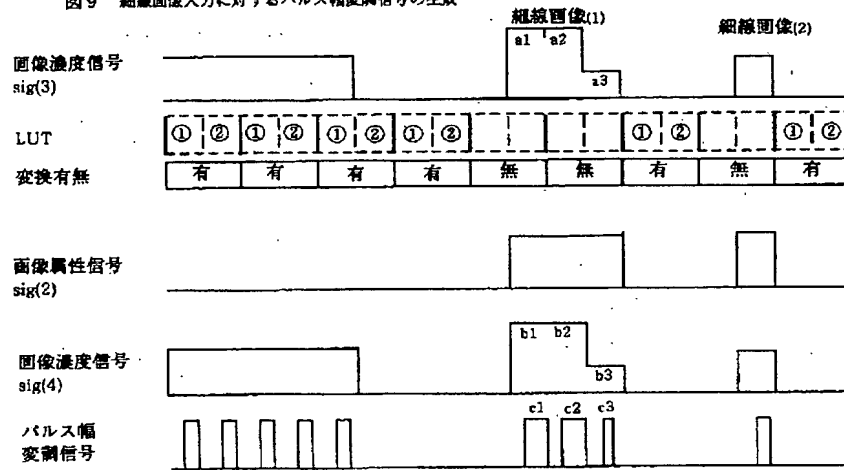 図9 細線画像入力に対するパルス幅変調信号の生成
細線画像(1)
細線画像(2)
a1 a2
画像濃度信号
sig(3)
a3
LUT
① ② ① ② ① ② ① ② ① ② ① ②
変換有無
有 有 有 有 無 無 有 無 有
画像属性信号
sig(2)
b1 b2
画像濃度信号
sig(4)
b3
c1 c2 c3
パルス幅
変調信号